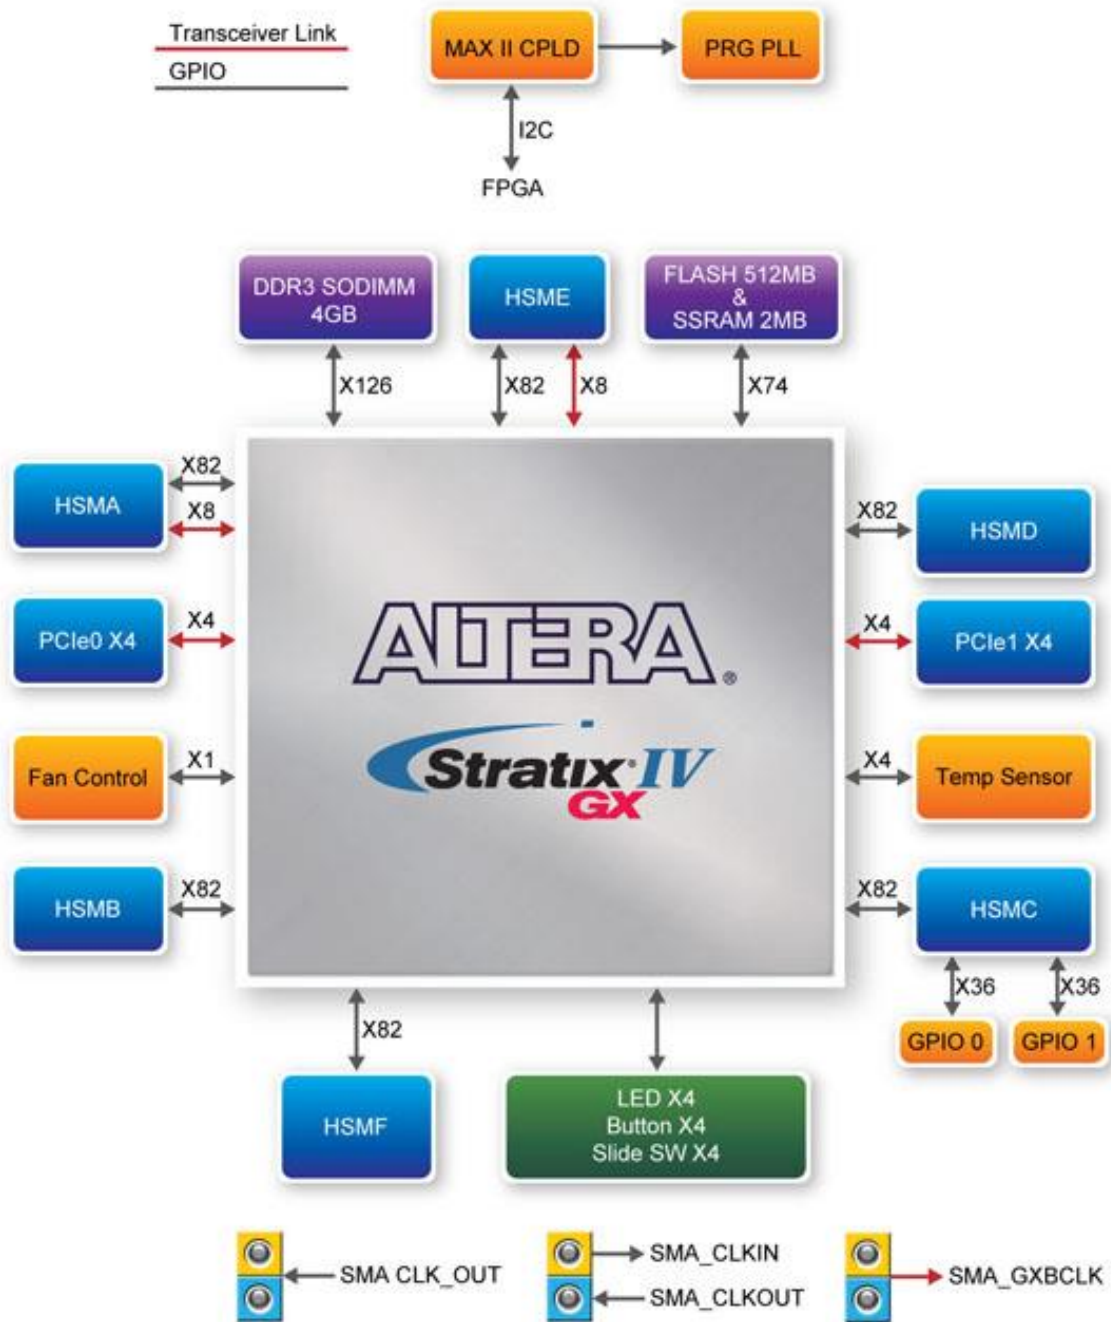 Transceiver Link
GPIO
MAX II CPLD
PRG PLL
I2C
FPGA
DDR3 SODIMM
4GB
HSME
FLASH 512MB
&
SSRAM 2MB
X126
X82
X8
X74
X82
HSMA
X8
X82
HSMD
PCIe0 X4
X4
X4
PCIe1 X4
ALTERA®
Stratix® IV
GX
Fan Control
X1
X4
Temp Sensor
HSMB
X82
X82
HSMC
X36
X36
GPIO 0
GPIO 1
X82
HSMF
LED X4
Button X4
Slide SW X4
SMA CLK_OUT
SMA_CLKIN
SMA_CLKOUT
SMA_GXBCLK